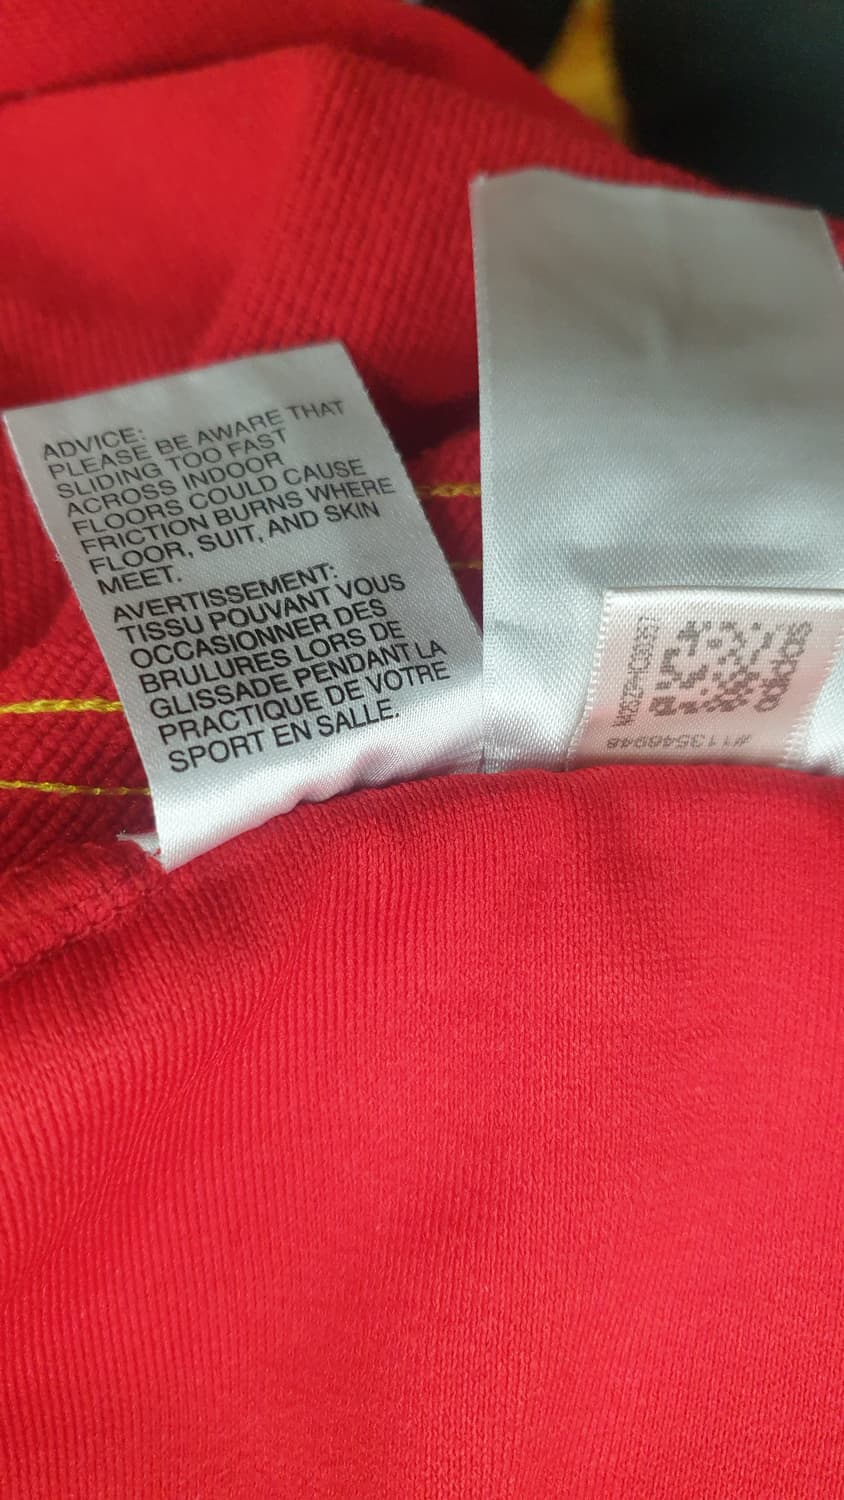 ADVICE:
PLEASE BE AWARE THAT
SLIDING TOO FAST
ACROSS INDOOR
FLOORS COULD CAUSE
FRICTION BURNS WHERE
FLOOR, SUIT, AND SKIN
MEET.
AVERTISSEMENT:
TISSU POUVANT VOUS
OCCASIONNER DES
BRULURES LORS DE
GLISSADE PENDANT LA
PRACTIQUE DE VOTRE
SPORT EN SALLE.
adidas